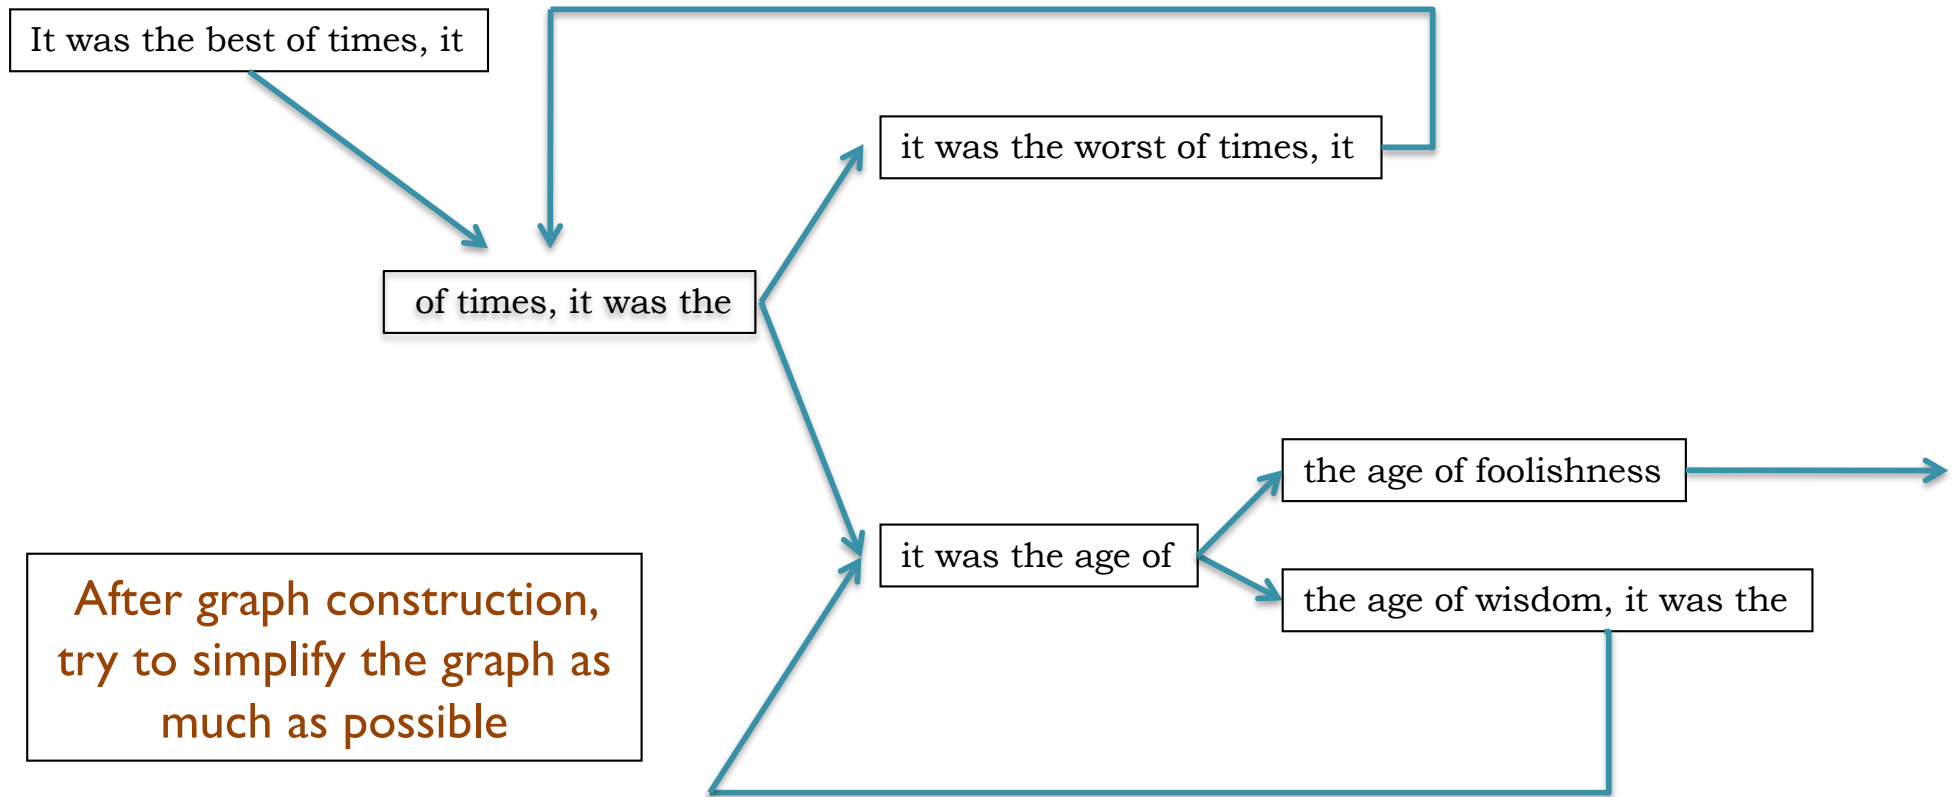 It was the best of times, it
it was the worst of times, it
of times, it was the
the age of foolishness
it was the age of
the age of wisdom, it was the
After graph construction,
try to simplify the graph as
much as possible